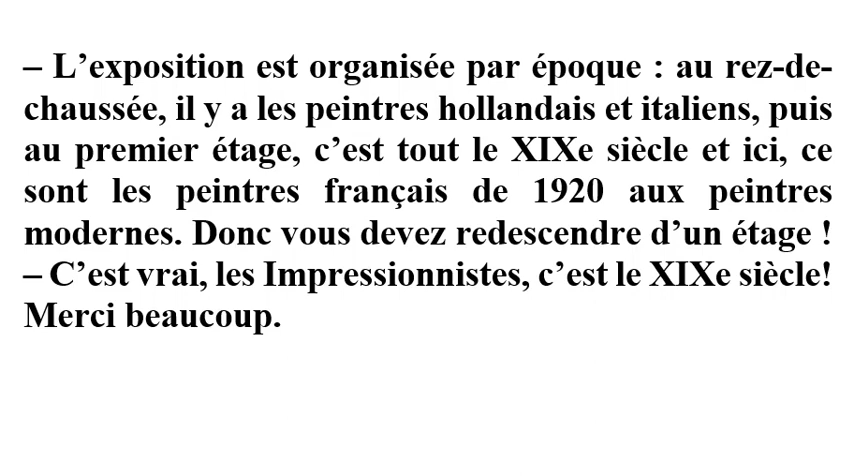 – L’exposition est organisée par époque : au rez-de-
chaussée, il y a les peintres hollandais et italiens, puis
au premier étage, c’est tout le XIXe siècle et ici, ce
sont les peintres français de 1920 aux peintres
modernes. Donc vous devez redescendre d’un étage !
– C’est vrai, les Impressionnistes, c’est le XIXe siècle!
Merci beaucoup.